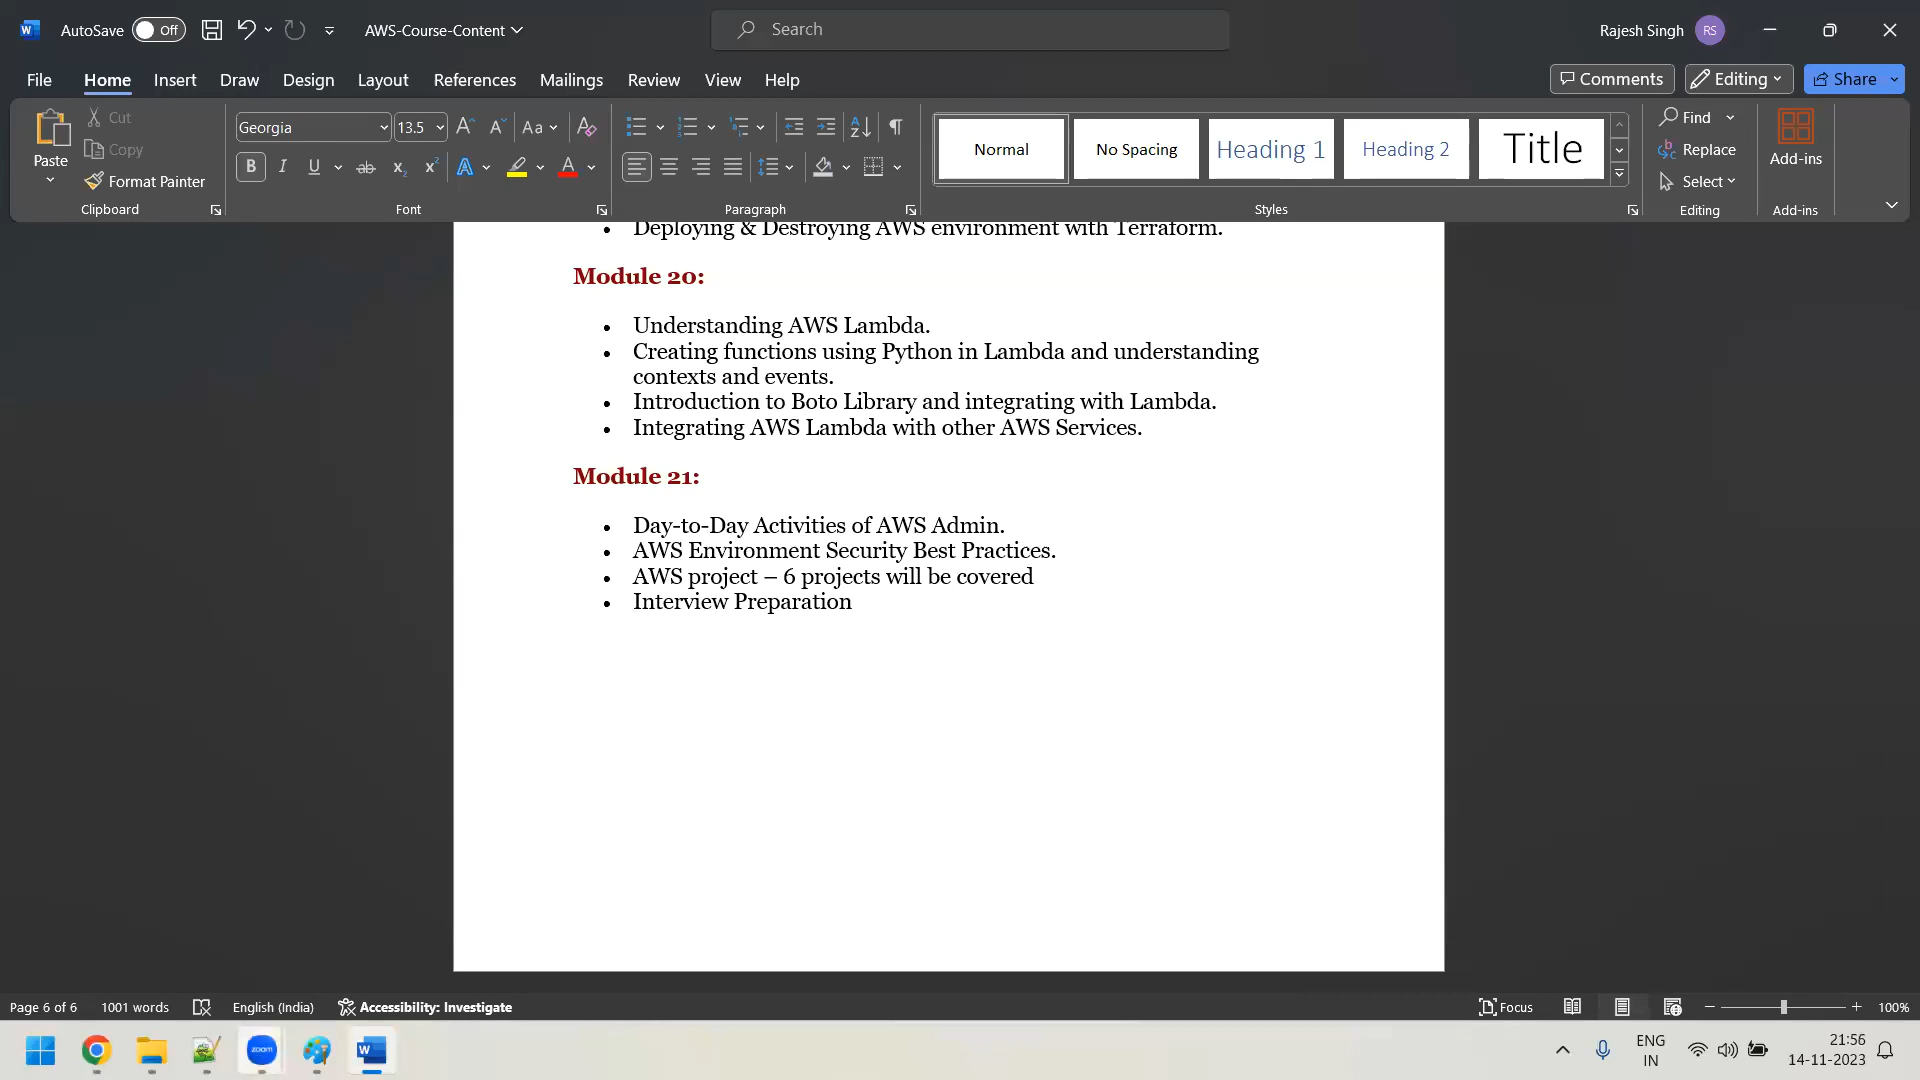 AutoSave Off AWS-Course-Content Search Rajesh Singh RS
File Home Insert Draw Design Layout References Mailings Review View Help Comments Editing Share
Paste Cut Copy Format Painter Clipboard
Georgia 13.5 Aa
B I U ab x₂ x² A A
Font
Paragraph
Normal No Spacing Heading 1 Heading 2 Title
Styles
Find
Replace
Select
Editing
Add-ins
Add-ins
• Deploying & Destroying AWS environment with Terraform.
Module 20:
• Understanding AWS Lambda.
• Creating functions using Python in Lambda and understanding
contexts and events.
• Introduction to Boto Library and integrating with Lambda.
• Integrating AWS Lambda with other AWS Services.
Module 21:
• Day-to-Day Activities of AWS Admin.
• AWS Environment Security Best Practices.
• AWS project – 6 projects will be covered
• Interview Preparation
Page 6 of 6 1001 words English (India) Accessibility: Investigate Focus 100%
zoom W ENG
IN
21:56
14-11-2023